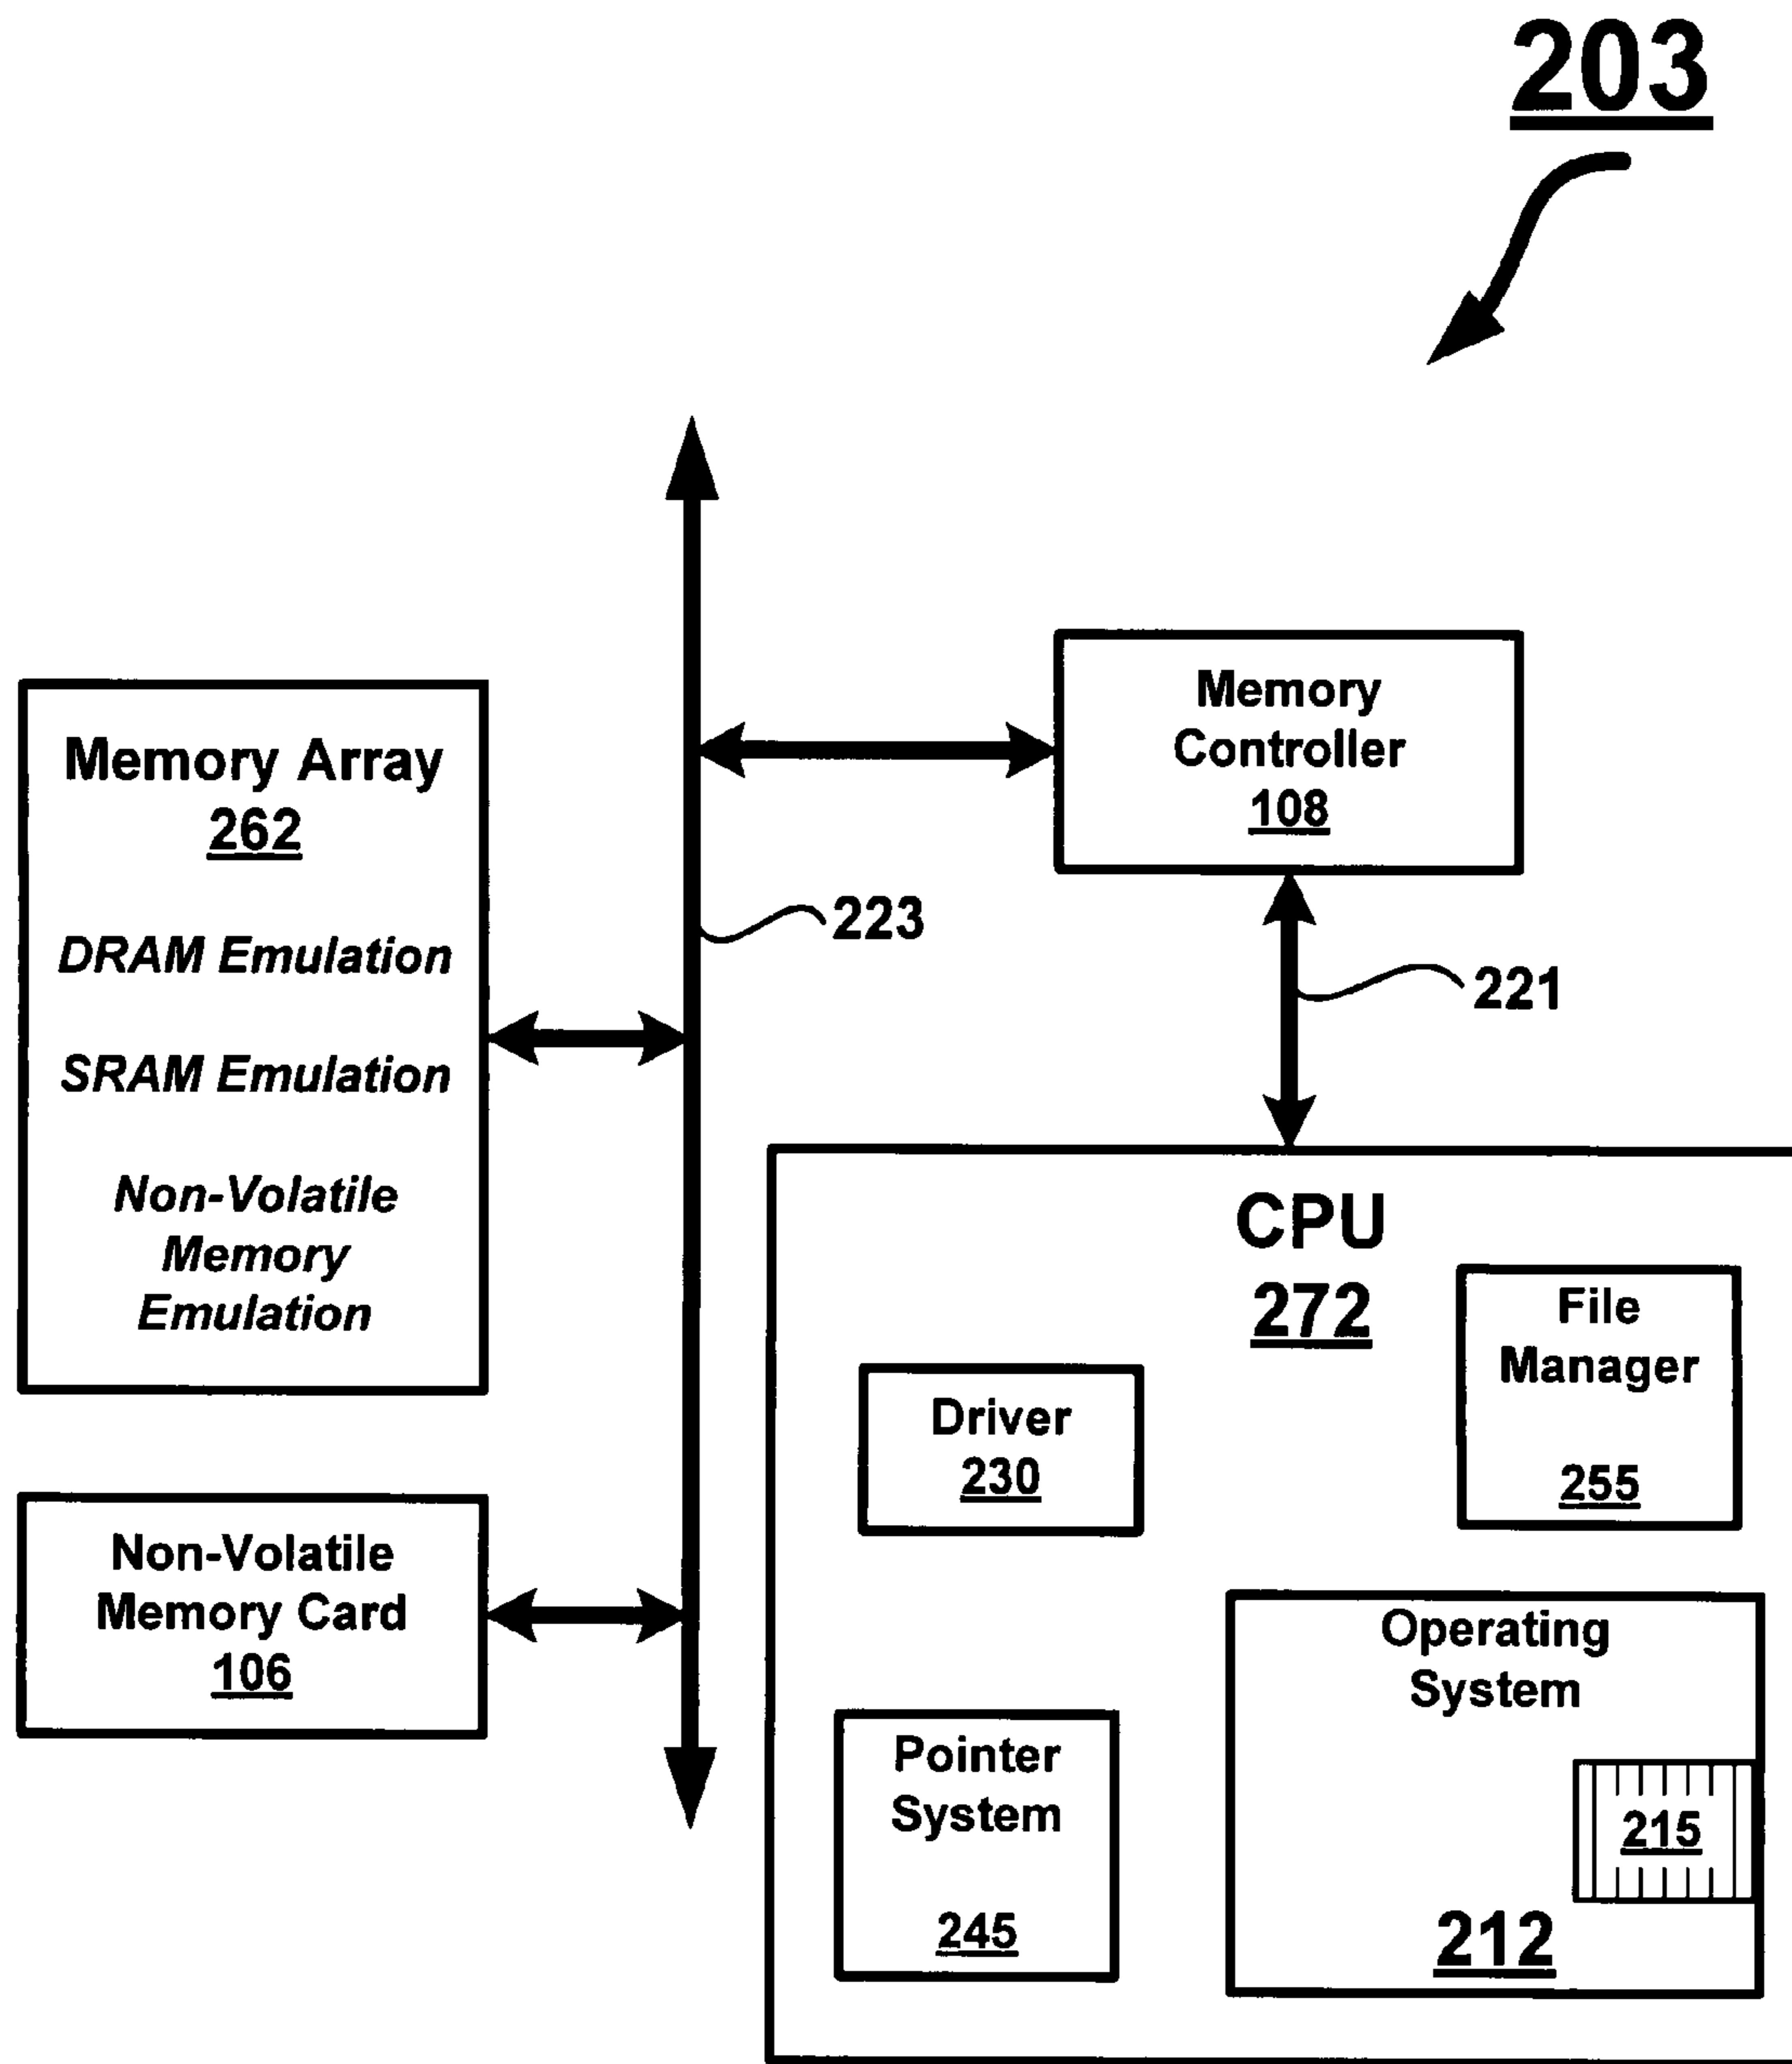 203
Memory
Controller
108
Memory Array
262
DRAM Emulation
SRAM Emulation
Non-Volatile
Memory
Emulation
223
221
CPU
272
File
Manager
255
Driver
230
Non-Volatile
Memory Card
106
Operating
System
215
212
Pointer
System
245